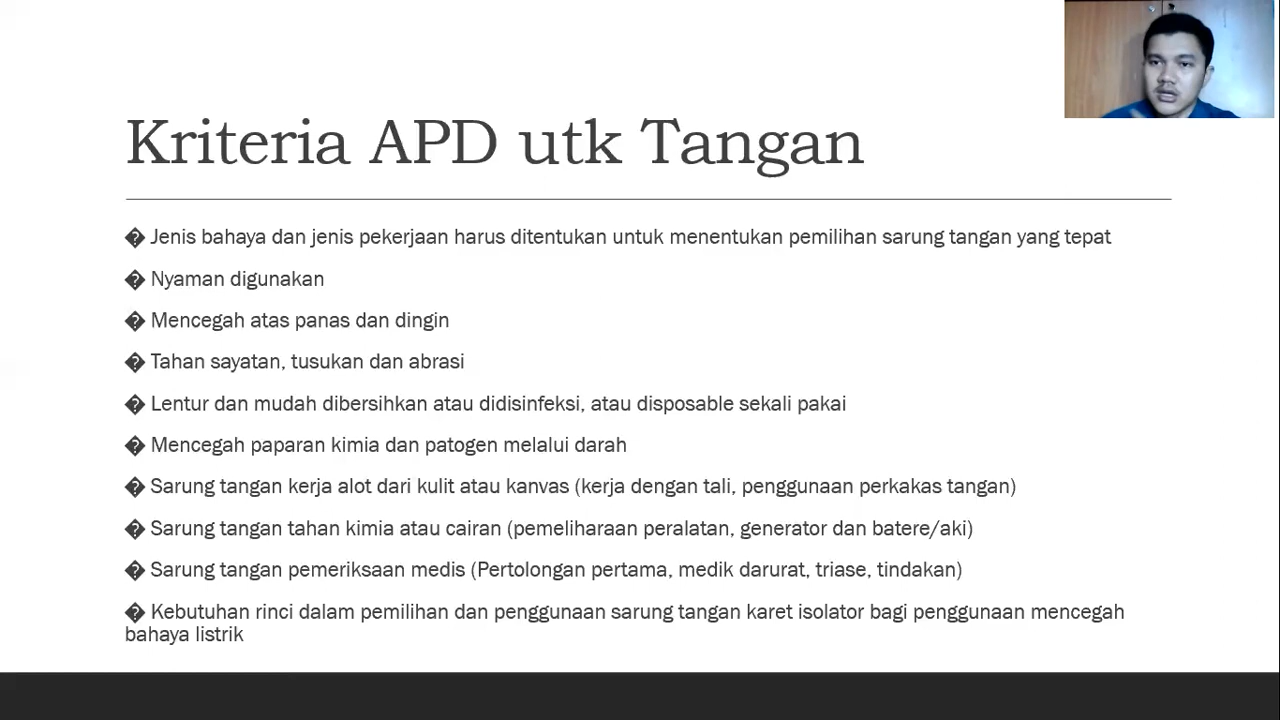 Kriteria APD utk Tangan
� Jenis bahaya dan jenis pekerjaan harus ditentukan untuk menentukan pemilihan sarung tangan yang tepat
� Nyaman digunakan
� Mencegah atas panas dan dingin
� Tahan sayatan, tusukan dan abrasi
� Lentur dan mudah dibersihkan atau didisinfeksi, atau disposable sekali pakai
� Mencegah paparan kimia dan patogen melalui darah
� Sarung tangan kerja alot dari kulit atau kanvas (kerja dengan tali, penggunaan perkakas tangan)
� Sarung tangan tahan kimia atau cairan (pemeliharaan peralatan, generator dan batere/aki)
� Sarung tangan pemeriksaan medis (Pertolongan pertama, medik darurat, triase, tindakan)
� Kebutuhan rinci dalam pemilihan dan penggunaan sarung tangan karet isolator bagi penggunaan mencegah
bahaya listrik